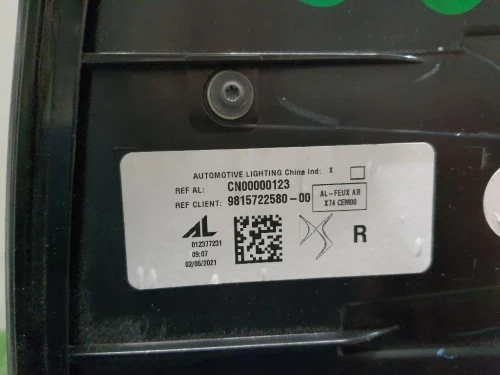 AUTOMOTIVE LIGHTING China Ind: X
REF AL: CN00000123
REF CLIENT: 9815722580-00
AL-FEUX AR
X74 CEM00
AL
012377231
09:07
02/06/2021
R